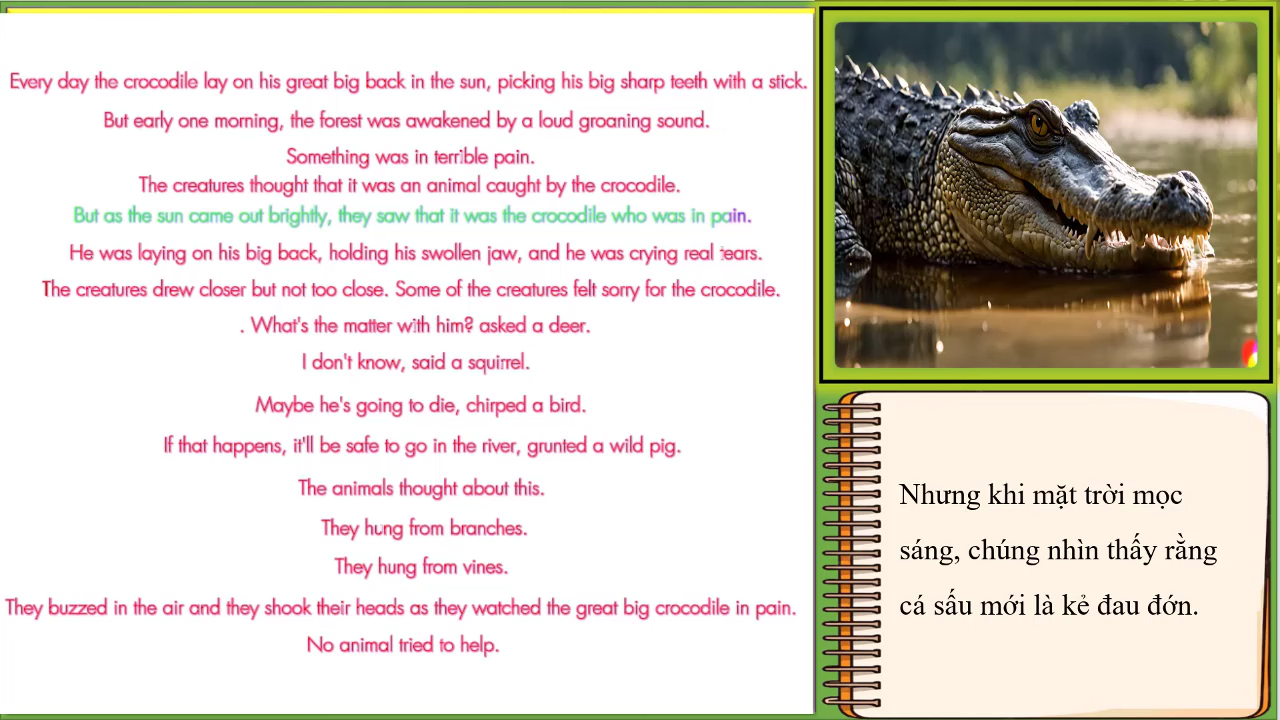 Every day the crocodile lay on his great big back in the sun, picking his big sharp teeth with a stick.
But early one morning, the forest was awakened by a loud groaning sound.
Something was in terrible pain.
The creatures thought that it was an animal caught by the crocodile.
But as the sun came out brightly, they saw that it was the crocodile who was in pain.
He was laying on his big back, holding his swollen jaw, and he was crying real tears.
The creatures drew closer but not too close. Some of the creatures felt sorry for the crocodile.
. What's the matter with him? asked a deer.
I don't know, said a squirrel.
Maybe he's going to die, chirped a bird.
If that happens, it'll be safe to go in the river, grunted a wild pig.
The animals thought about this.
They hung from branches.
They hung from vines.
They buzzed in the air and they shook their heads as they watched the great big crocodile in pain.
No animal tried to help.
Nhưng khi mặt trời mọc
sáng, chúng nhìn thấy rằng
cá sấu mới là kẻ đau đớn.